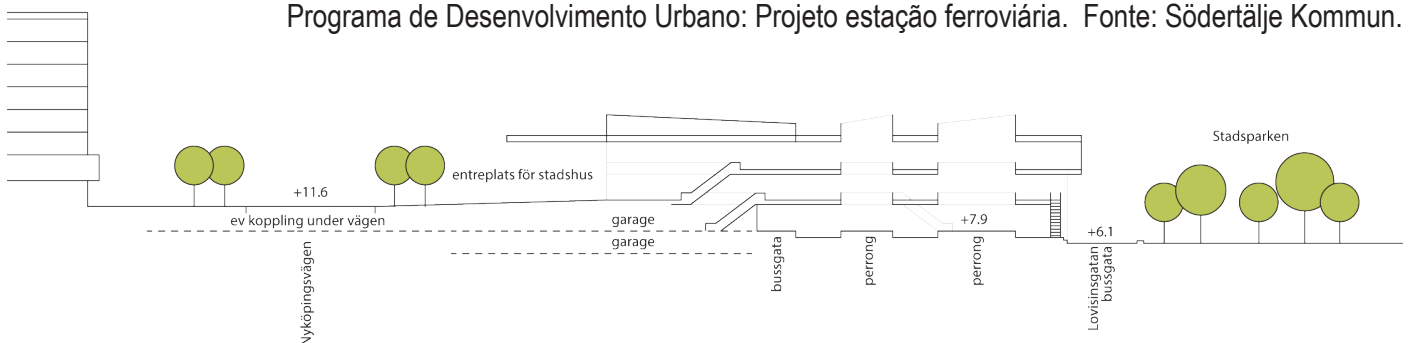 Programa de Desenvolvimento Urbano: Projeto estação ferroviária. Fonte: Södertälje Kommun.
Stadsparken
entreplats för stadshus
+11.6
ev koppling under vägen
garage
+7.9
+6.1
garage
Nyköpingsvägen
bussgata
perrong
perrong
Lovisinsgatan
bussgata